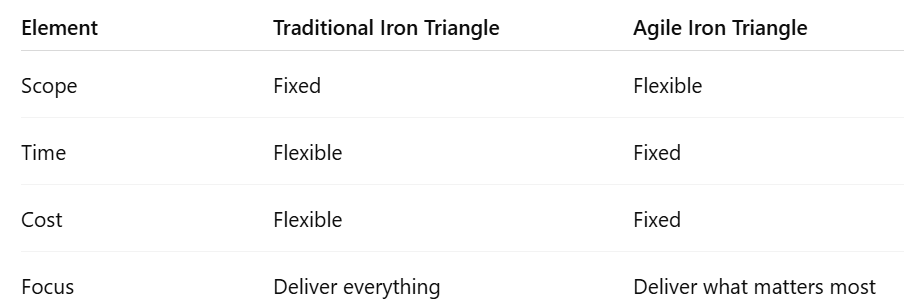 Element Traditional Iron Triangle Agile Iron Triangle
Scope Fixed Flexible
Time Flexible Fixed
Cost Flexible Fixed
Focus Deliver everything Deliver what matters most